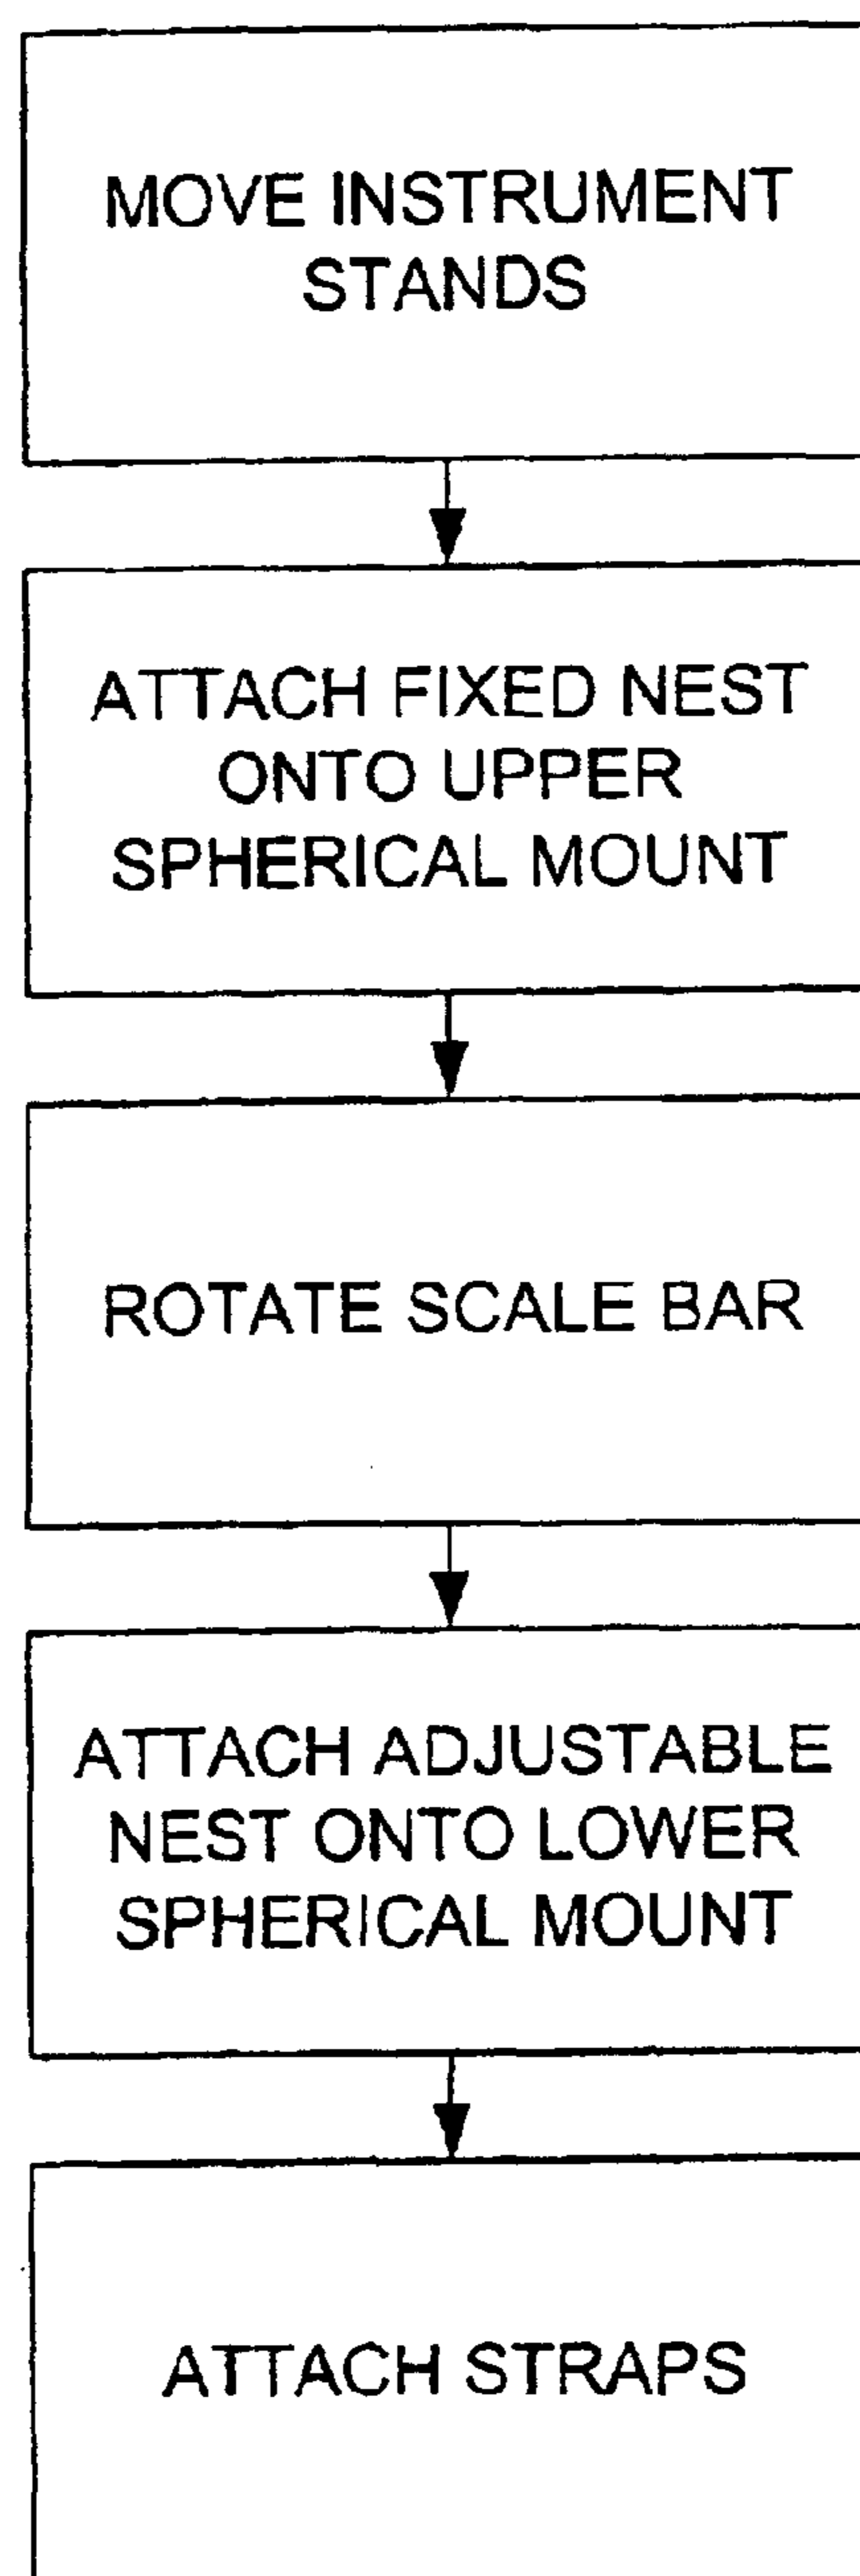 MOVE INSTRUMENT
STANDS
ATTACH FIXED NEST
ONTO UPPER
SPHERICAL MOUNT
ROTATE SCALE BAR
ATTACH ADJUSTABLE
NEST ONTO LOWER
SPHERICAL MOUNT
ATTACH STRAPS